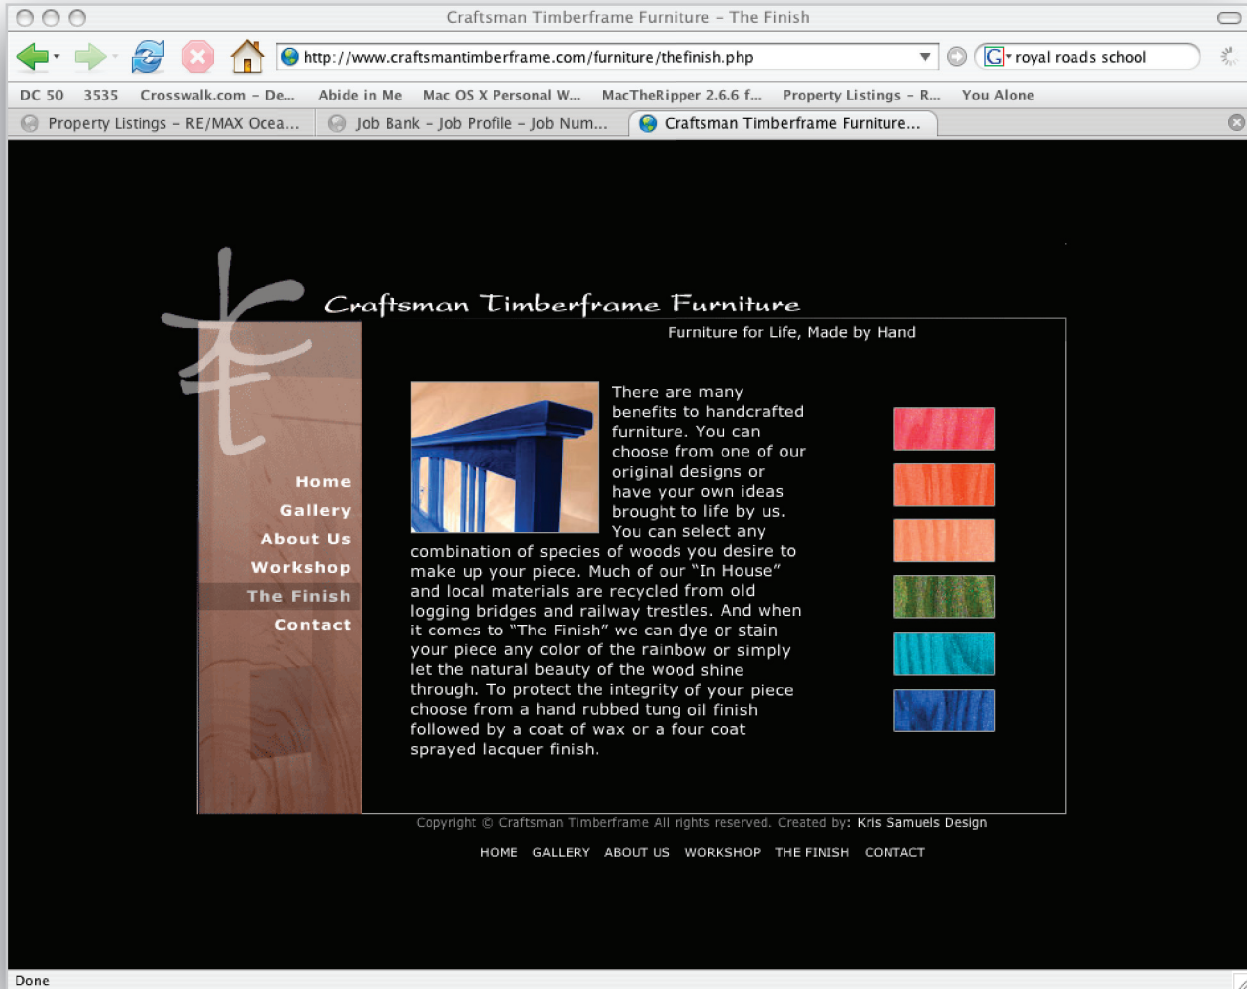 Craftsman Timberframe Furniture – The Finish
http://www.craftsmantimberframe.com/furniture/thefinish.php
G royal roads school
DC 50 3535 Crosswalk.com – De... Abide in Me Mac OS X Personal W... MacTheRipper 2.6.6 f... Property Listings – R... You Alone
Property Listings – RE/MAX Ocea... Job Bank – Job Profile – Job Num... Craftsman Timberframe Furniture...
Craftsman Timberframe Furniture
Furniture for Life, Made by Hand
Home
Gallery
About Us
Workshop
The Finish
Contact
There are many
benefits to handcrafted
furniture. You can
choose from one of our
original designs or
have your own ideas
brought to life by us.
You can select any
combination of species of woods you desire to
make up your piece. Much of our “In House”
and local materials are recycled from old
logging bridges and railway trestles. And when
it comes to “The Finish” we can dye or stain
your piece any color of the rainbow or simply
let the natural beauty of the wood shine
through. To protect the integrity of your piece
choose from a hand rubbed tung oil finish
followed by a coat of wax or a four coat
sprayed lacquer finish.
Copyright © Craftsman Timberframe All rights reserved. Created by: Kris Samuels Design
HOME GALLERY ABOUT US WORKSHOP THE FINISH CONTACT
Done